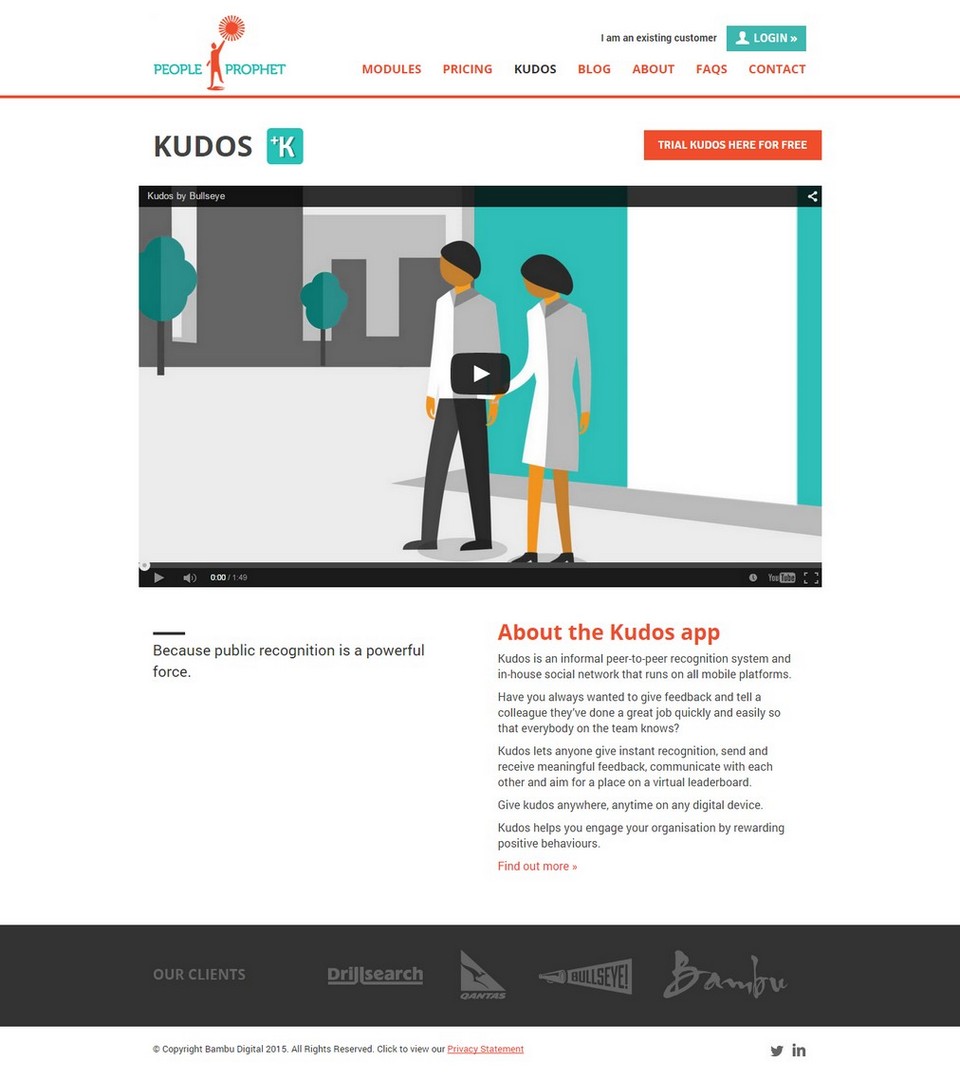 I am an existing customer
LOGIN »
PEOPLE PROPHET
MODULES PRICING KUDOS BLOG ABOUT FAQS CONTACT
KUDOS +K
TRIAL KUDOS HERE FOR FREE
Kudos by Bullseye
0:00 / 1:49
YouTube
Because public recognition is a powerful
force.
About the Kudos app
Kudos is an informal peer-to-peer recognition system and
in-house social network that runs on all mobile platforms.
Have you always wanted to give feedback and tell a
colleague they've done a great job quickly and easily so
that everybody on the team knows?
Kudos lets anyone give instant recognition, send and
receive meaningful feedback, communicate with each
other and aim for a place on a virtual leaderboard.
Give kudos anywhere, anytime on any digital device.
Kudos helps you engage your organisation by rewarding
positive behaviours.
Find out more »
OUR CLIENTS
Drillsearch
QANTAS
BULLSEYE!
Bambu
© Copyright Bambu Digital 2015. All Rights Reserved. Click to view our Privacy Statement
in